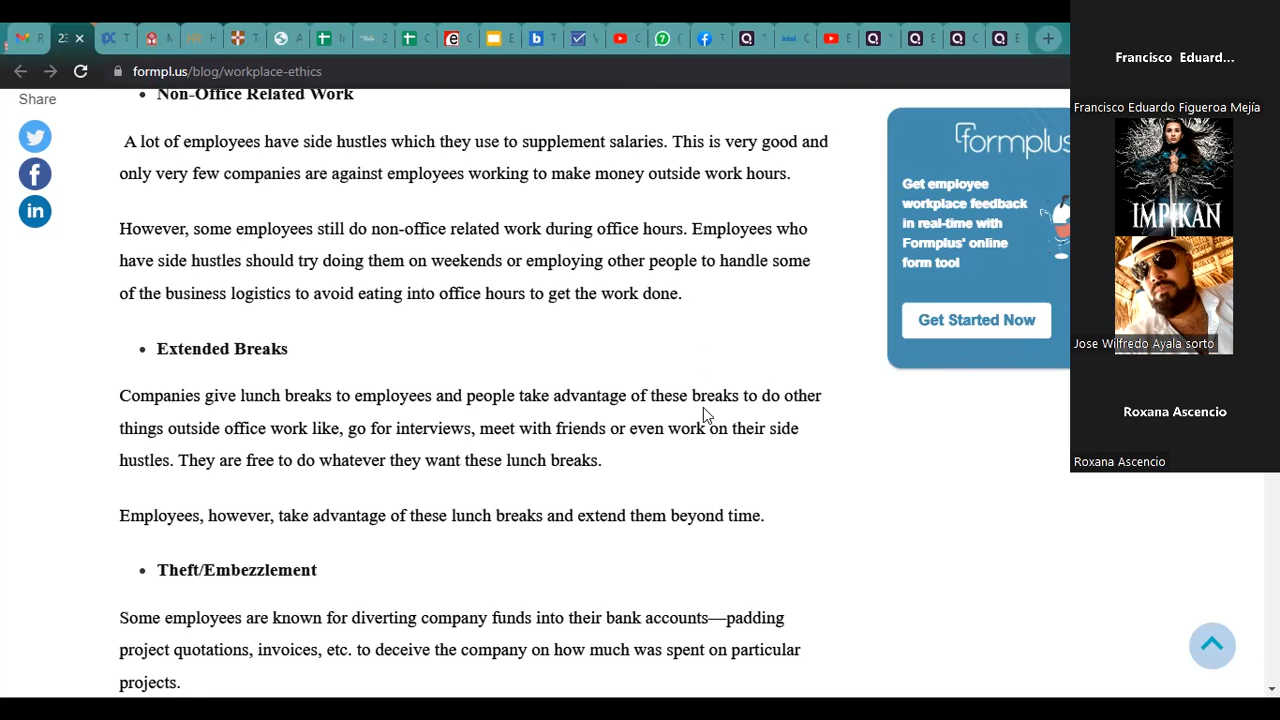 R
23
T
M
H
T
A
Ir
2
C
C
E
T
V
(
E
"
intel
E
"
E
C
E
formpl.us/blog/workplace-ethics
Share
Non-Office Related Work
A lot of employees have side hustles which they use to supplement salaries. This is very good and
only very few companies are against employees working to make money outside work hours.
However, some employees still do non-office related work during office hours. Employees who
have side hustles should try doing them on weekends or employing other people to handle some
of the business logistics to avoid eating into office hours to get the work done.
Extended Breaks
Companies give lunch breaks to employees and people take advantage of these breaks to do other
things outside office work like, go for interviews, meet with friends or even work on their side
hustles. They are free to do whatever they want these lunch breaks.
Employees, however, take advantage of these lunch breaks and extend them beyond time.
Theft/Embezzlement
Some employees are known for diverting company funds into their bank accounts—padding
project quotations, invoices, etc. to deceive the company on how much was spent on particular
projects.
formplus
Get employee
workplace feedback
in real-time with
Formplus' online
form tool
Get Started Now
Francisco Eduard...
Francisco Eduardo Figueroa Mejía
IMPIKAN
Jose Wilfredo Ayala sorto
Roxana Ascencio
Roxana Ascencio